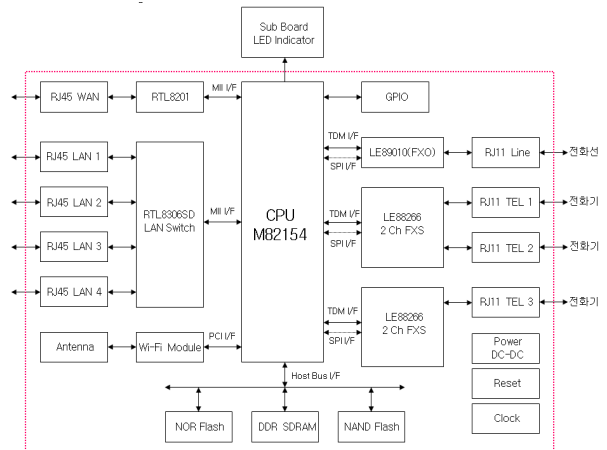 Sub Board
LED Indicator
RJ45 WAN
RTL8201
MII I/F
GPIO
TDM I/F
SPI I/F
LE89010(FXO)
RJ11 Line
전화선
RJ45 LAN 1
RJ45 LAN 2
RJ45 LAN 3
RJ45 LAN 4
RTL8306SD
LAN Switch
MII I/F
CPU
M82154
TDM I/F
SPI I/F
LE88266
2 Ch FXS
RJ11 TEL 1
전화기
RJ11 TEL 2
전화기
TDM I/F
SPI I/F
LE88266
2 Ch FXS
RJ11 TEL 3
전화기
Antenna
Wi-Fi Module
PCI I/F
Power
DC-DC
Reset
Clock
Host Bus I/F
NOR Flash
DDR SDRAM
NAND Flash